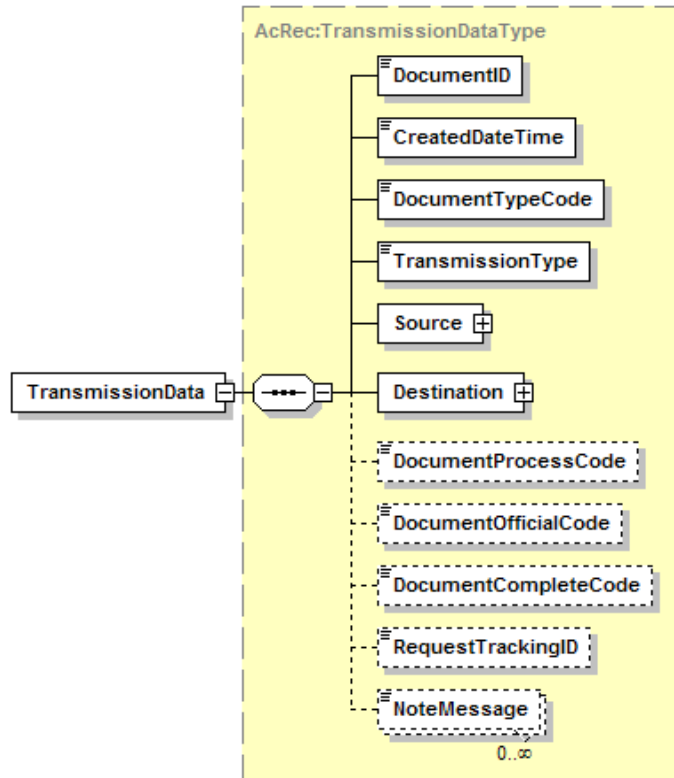 AcRec:TransmissionDataType
DocumentID
CreatedDateTime
DocumentTypeCode
TransmissionType
Source
TransmissionData
Destination
DocumentProcessCode
DocumentOfficialCode
DocumentCompleteCode
RequestTrackingID
NoteMessage
0..∞